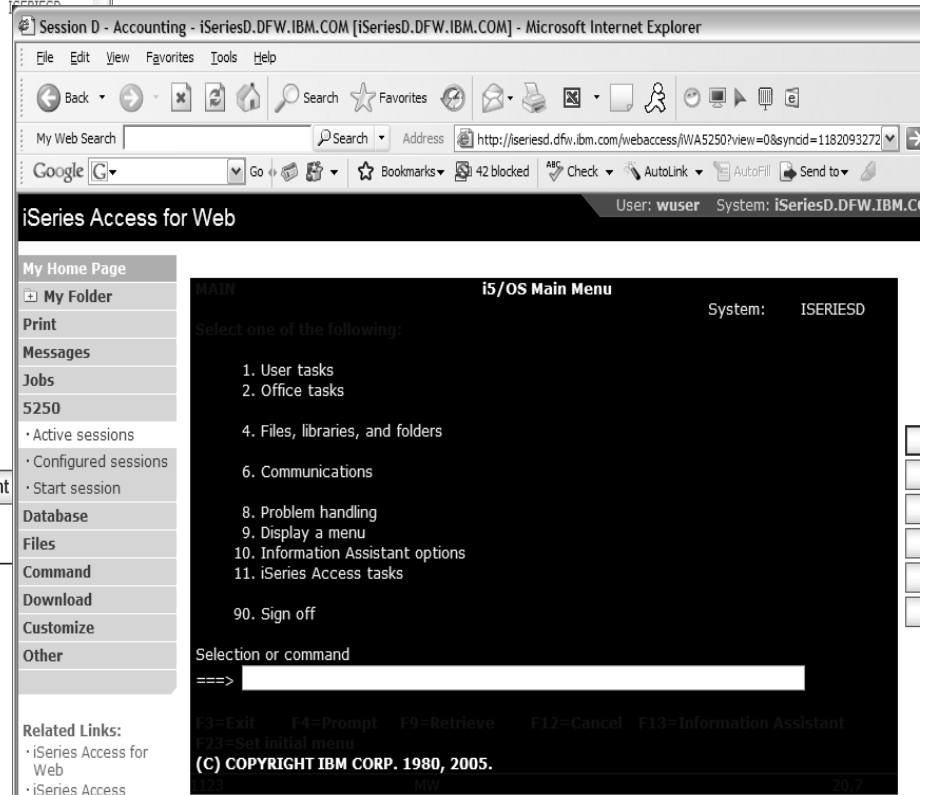 Session D - Accounting - iSeriesD.DFW.IBM.COM [iSeriesD.DFW.IBM.COM] - Microsoft Internet Explorer
File Edit View Favorites Tools Help
Back Search Favorites
My Web Search Search Address http://iseriesd.dfw.ibm.com/webaccess/iWA5250?view=0&syncid=1182093272
Google G Go Bookmarks 42 blocked ABC Check AutoLink AutoFill Send to
iSeries Access for Web
User: wuser System: iSeriesD.DFW.IBM.CO
My Home Page
My Folder
Print
Messages
Jobs
5250
· Active sessions
· Configured sessions
· Start session
Database
Files
Command
Download
Customize
Other
Related Links:
· iSeries Access for
Web
· iSeries Access
MAIN i5/OS Main Menu
System: ISERIESD
Select one of the following:
1. User tasks
2. Office tasks
4. Files, libraries, and folders
6. Communications
8. Problem handling
9. Display a menu
10. Information Assistant options
11. iSeries Access tasks
90. Sign off
Selection or command
===>
F3=Exit F4=Prompt F9=Retrieve F12=Cancel F13=Information Assistant
F23=Set initial menu
(C) COPYRIGHT IBM CORP. 1980, 2005.
1123 MW 20,7